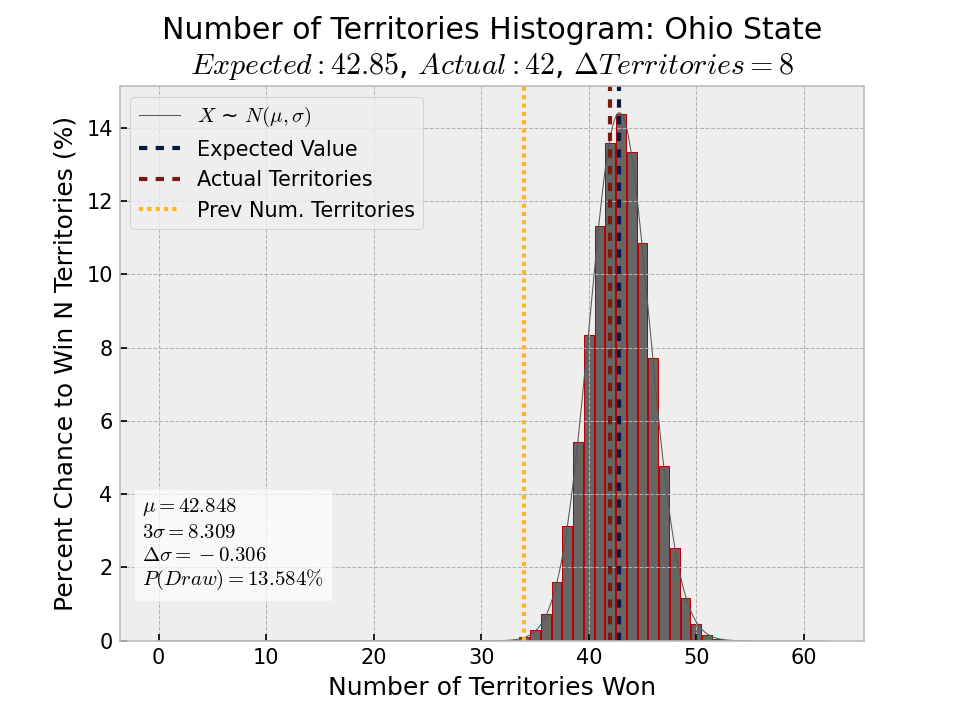 Number of Territories Histogram: Ohio State
Expected : 42.85, Actual : 42, ΔTerritories = 8
X ~ N(μ, σ)
Expected Value
Actual Territories
Prev Num. Territories
Percent Chance to Win N Territories (%)
14
12
10
8
6
4
2
0
μ = 42.848
3σ = 8.309
Δσ = −0.306
P(Draw) = 13.584%
0 10 20 30 40 50 60
Number of Territories Won